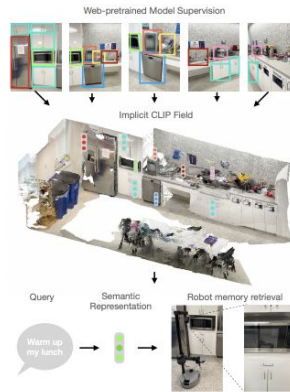 Web-pretrained Model Supervision
Implicit CLIP Field
Query
Semantic
Representation
Robot memory retrieval
Warm up
my lunch